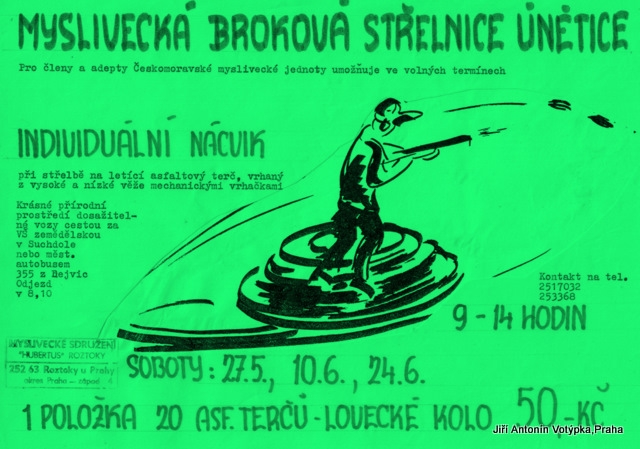 MYSLIVECKÁ BROKOVÁ STŘELNICE ÚNĚTICE
Pro členy a adepty Českomoravské myslivecké jednoty umožňuje ve volných termínech
INDIVIDUÁLNÍ NÁCVIK
při střelbě na letící asfaltový terč, vrhaný
z vysoké a nízké věže mechanickými vrhačkami
Krásné přírodní
prostředí dosažitel-
né vozy cestou za
VŠ zemědělskou
v Suchdole
nebo měst.
autobusem
355 z Dejvic
Odjezd
v 8,10
Kontakt na tel.
2517032
253368
9 - 14 HODIN
MYSLIVECKÉ SDRUŽENÍ
"HUBERTUS" ROZTOKY
252 63 Roztoky u Prahy
okres Praha - západ
SOBOTY: 27.5., 10.6., 24.6.
1 POLOŽKA 20 ASF. TERČŮ - LOVECKÉ KOLO 50,- KČ
Jiří Antonín Votýpka,Praha